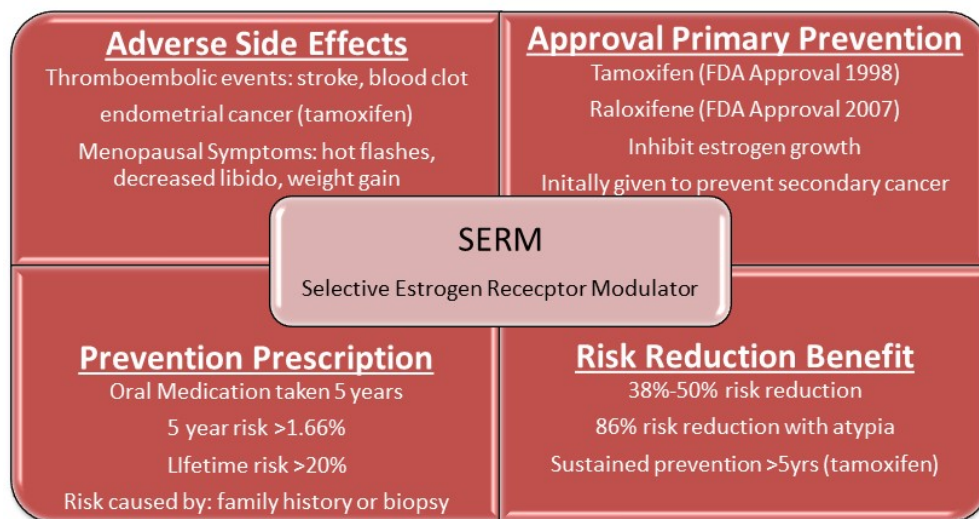 Adverse Side Effects
Thromboembolic events: stroke, blood clot
endometrial cancer (tamoxifen)
Menopausal Symptoms: hot flashes,
decreased libido, weight gain
Approval Primary Prevention
Tamoxifen (FDA Approval 1998)
Raloxifene (FDA Approval 2007)
Inhibit estrogen growth
Initally given to prevent secondary cancer
SERM
Selective Estrogen Rececptor Modulator
Prevention Prescription
Oral Medication taken 5 years
5 year risk >1.66%
LIfetime risk >20%
Risk caused by: family history or biopsy
Risk Reduction Benefit
38%-50% risk reduction
86% risk reduction with atypia
Sustained prevention >5yrs (tamoxifen)